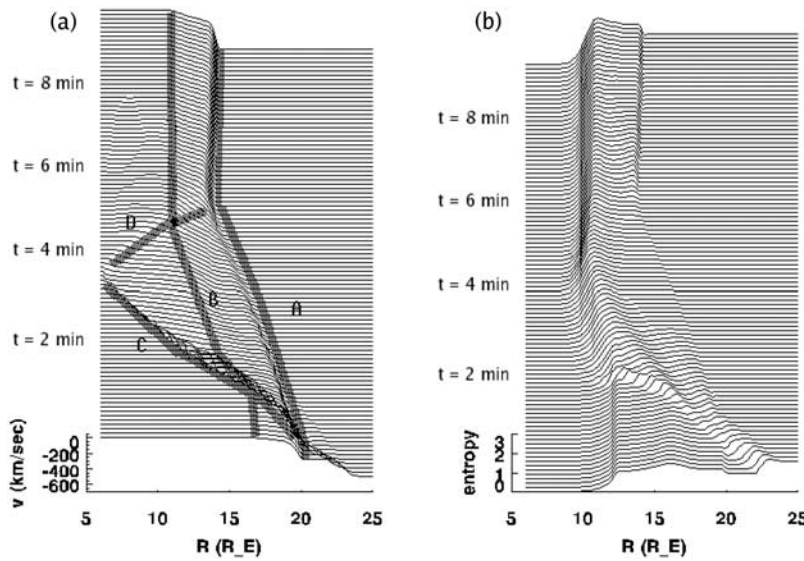 (a)
t = 8 min
t = 6 min
t = 4 min
t = 2 min
D
B
A
C
0
-200
-400
-600
v (km/sec)
5 10 15 20 25
R (R_E)
(b)
t = 8 min
t = 6 min
t = 4 min
t = 2 min
3
2
1
0
entropy
5 10 15 20 25
R (R_E)